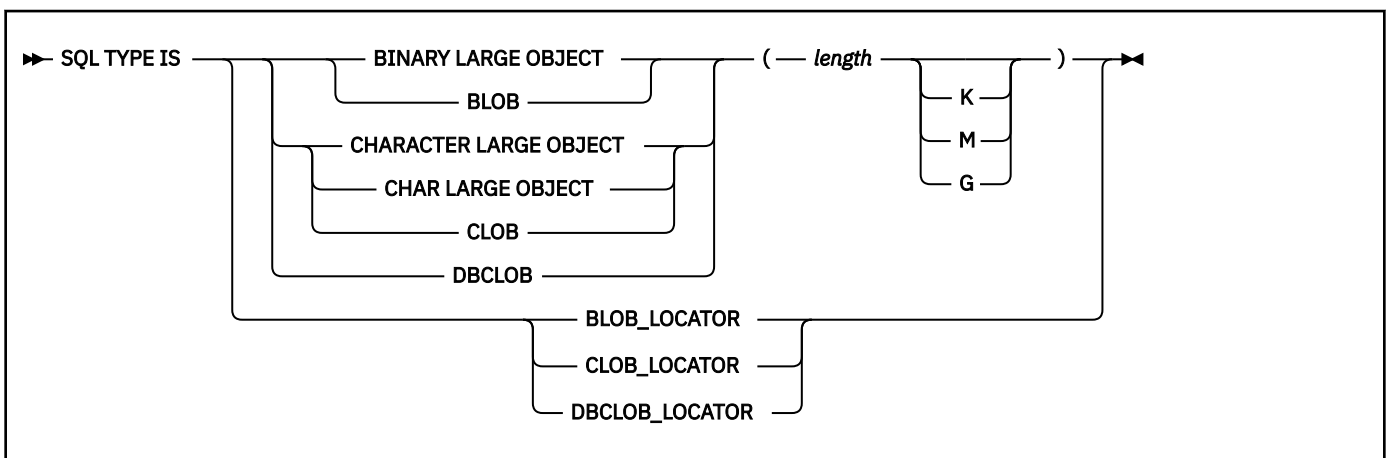 SQL TYPE IS BINARY LARGE OBJECT ( length )
BLOB K
CHARACTER LARGE OBJECT M
CHAR LARGE OBJECT G
CLOB
DBCLOB
BLOB_LOCATOR
CLOB_LOCATOR
DBCLOB_LOCATOR